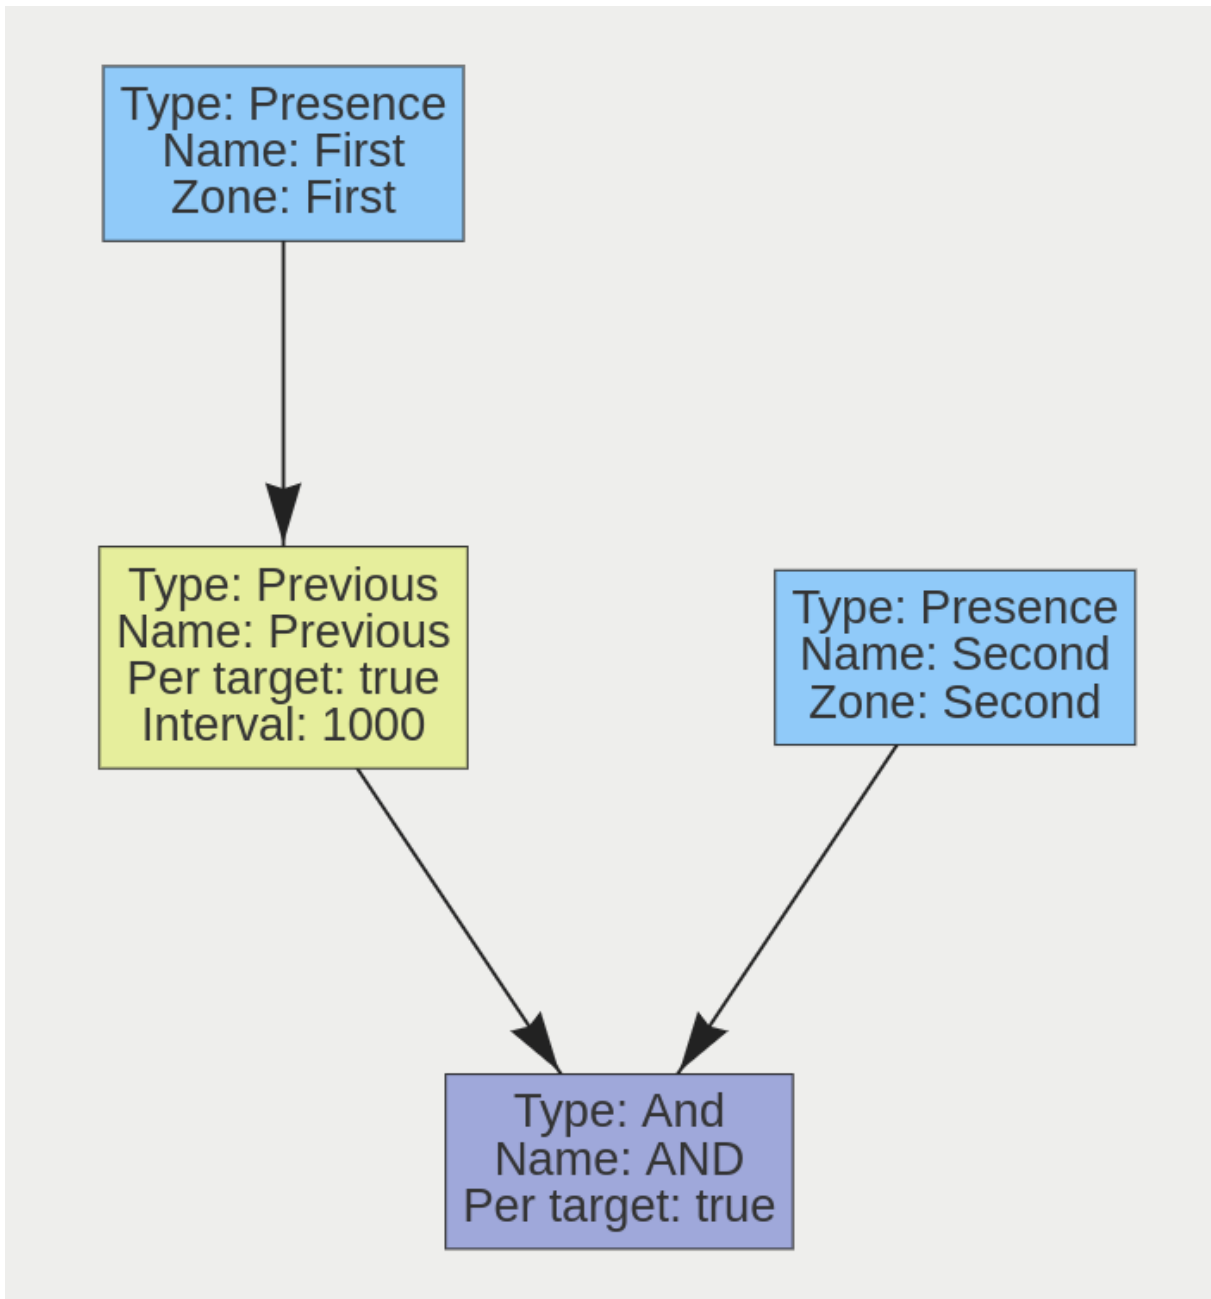 Type: Presence
Name: First
Zone: First
Type: Previous
Name: Previous
Per target: true
Interval: 1000
Type: Presence
Name: Second
Zone: Second
Type: And
Name: AND
Per target: true